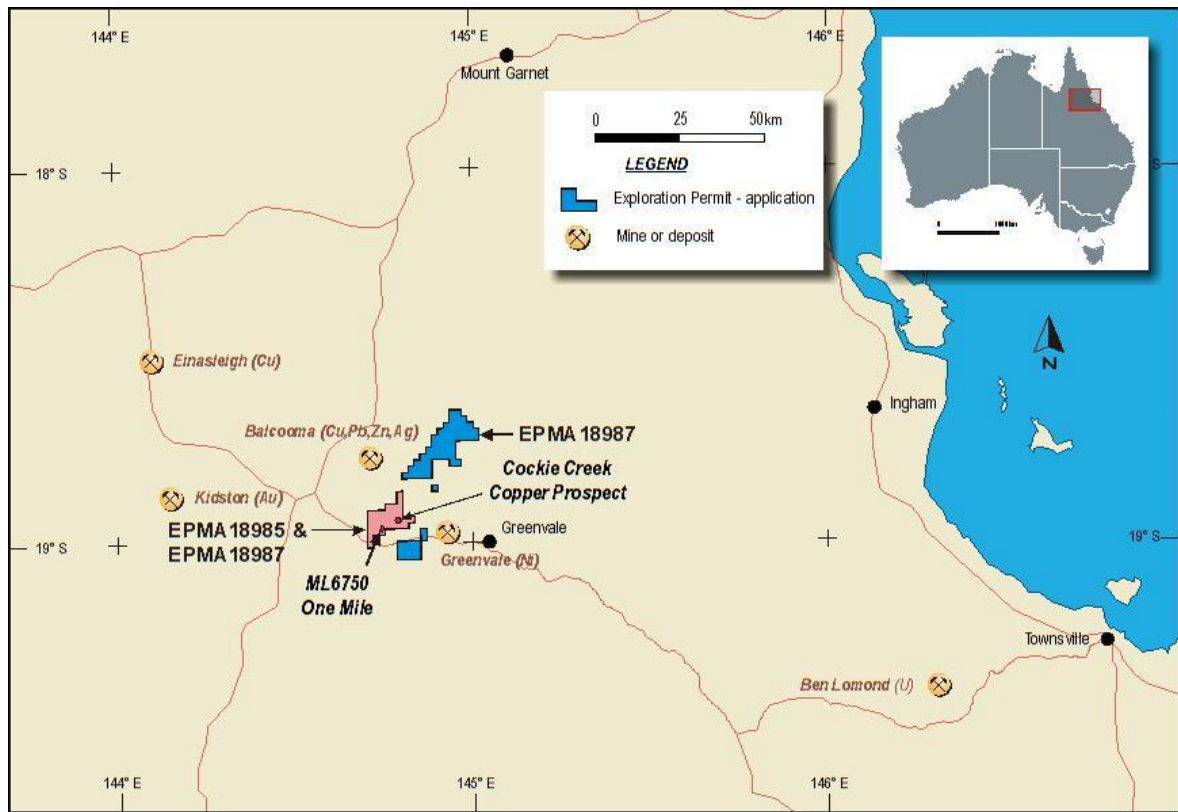 144° E
145° E
146° E
Mount Garnet
0 25 50km
LEGEND
Exploration Permit - application
Mine or deposit
0
18° S
S
N
Einasleigh (Cu)
Ingham
Balcooma (Cu,Pb,Zn,Ag)
EPMA 18987
Cockie Creek
Copper Prospect
Kidston (Au)
EPMA 18985 &
EPMA 18987
Greenvale
19° S
19° S
Greenvale (Ni)
ML6750
One Mile
Townsville
Ben Lomond (U)
144° E
145° E
146° E